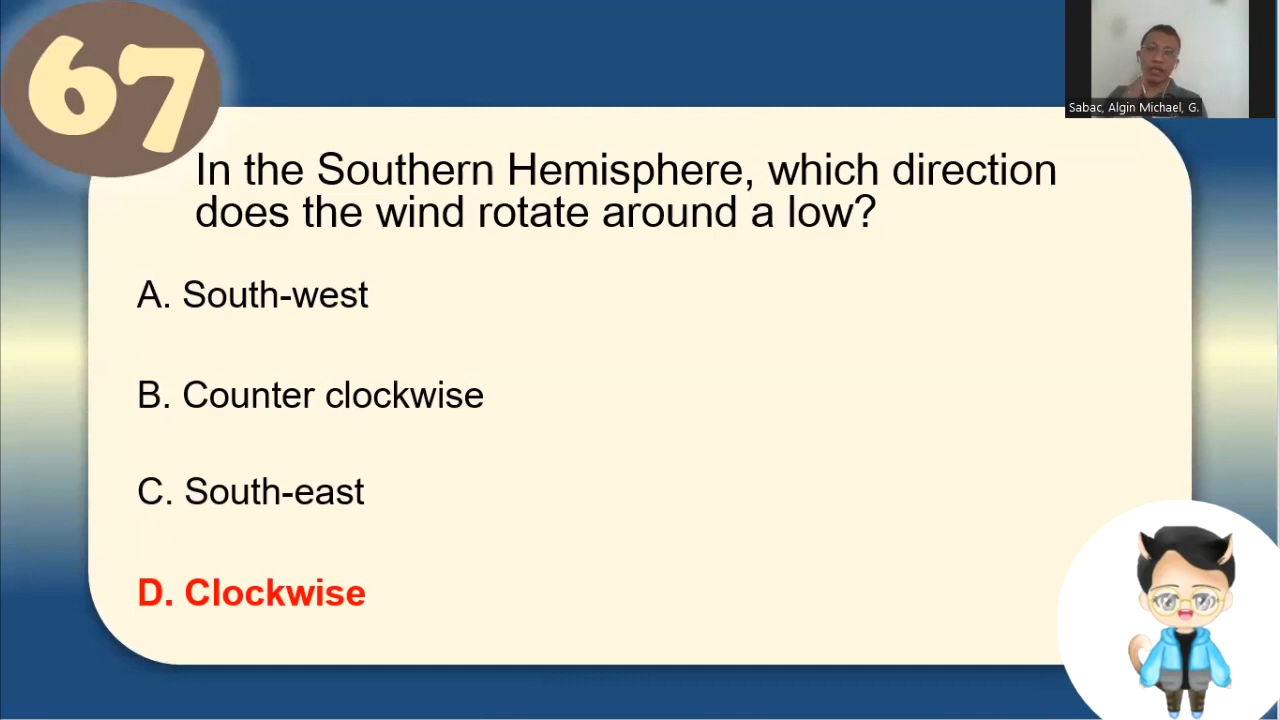 67
Sabac, Algin Michael, G.
In the Southern Hemisphere, which direction
does the wind rotate around a low?
A. South-west
B. Counter clockwise
C. South-east
D. Clockwise